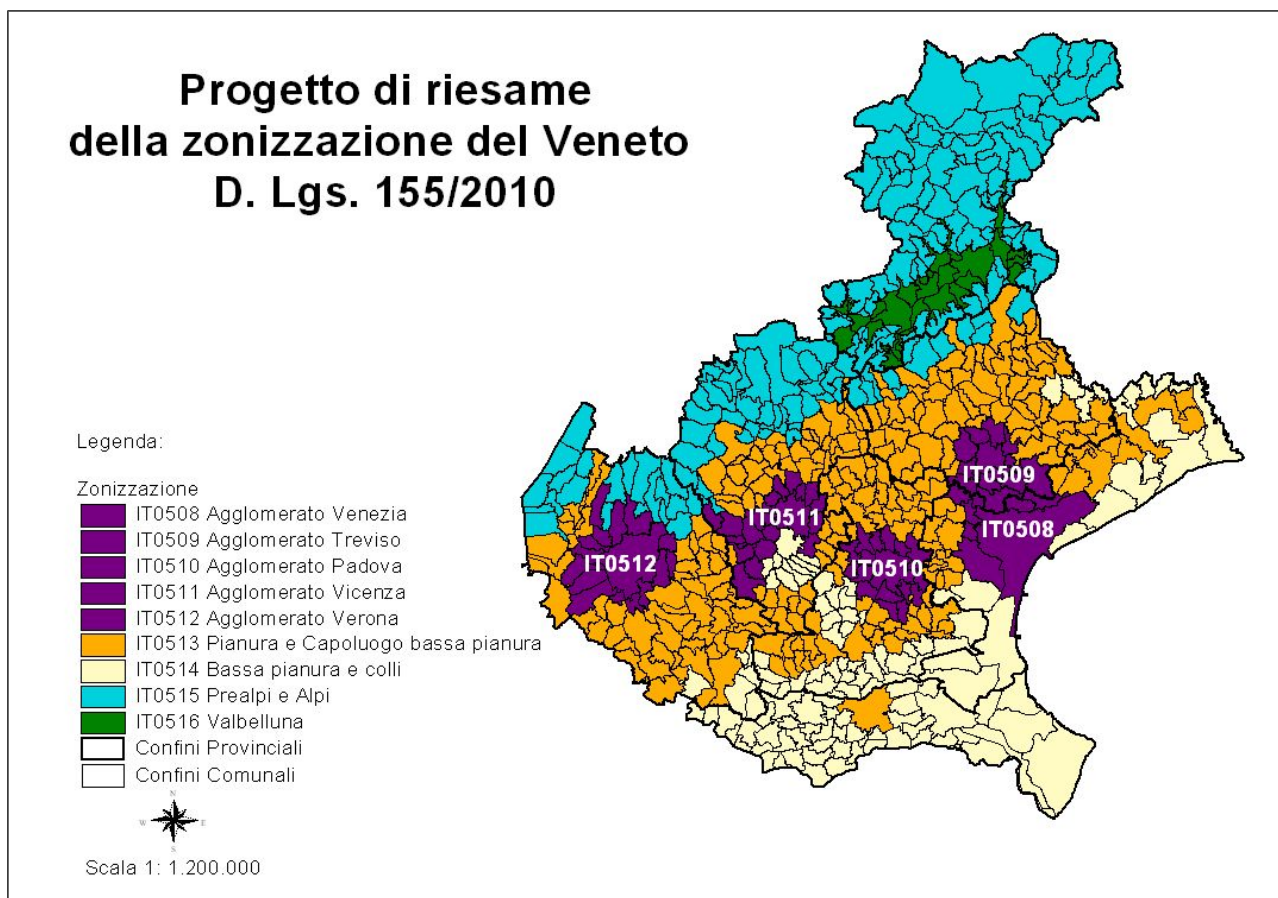 Progetto di riesame
della zonizzazione del Veneto
D. Lgs. 155/2010
Legenda:
Zonizzazione
IT0508 Agglomerato Venezia
IT0509 Agglomerato Treviso
IT0510 Agglomerato Padova
IT0511 Agglomerato Vicenza
IT0512 Agglomerato Verona
IT0513 Pianura e Capoluogo bassa pianura
IT0514 Bassa pianura e colli
IT0515 Prealpi e Alpi
IT0516 Valbelluna
Confini Provinciali
Confini Comunali
N
W E
S
Scala 1: 1.200.000
IT0509
IT0511
IT0508
IT0512
IT0510